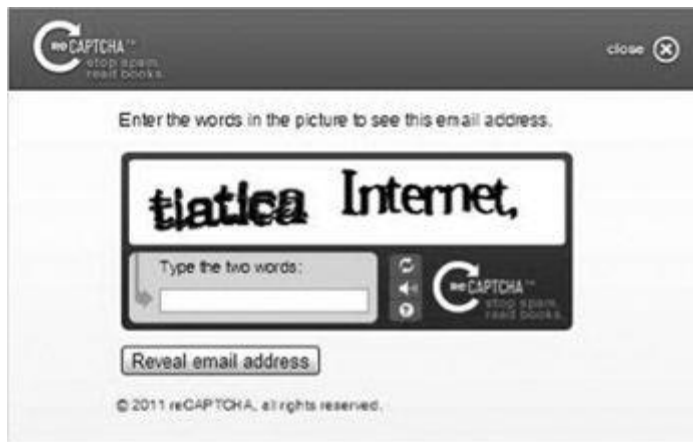 reCAPTCHA™
stop spam.
read books.
close
Enter the words in the picture to see this email address.
tiatica Internet,
Type the two words:
reCAPTCHA™
stop spam.
read books.
Reveal email address
© 2011 reCAPTCHA, all rights reserved.